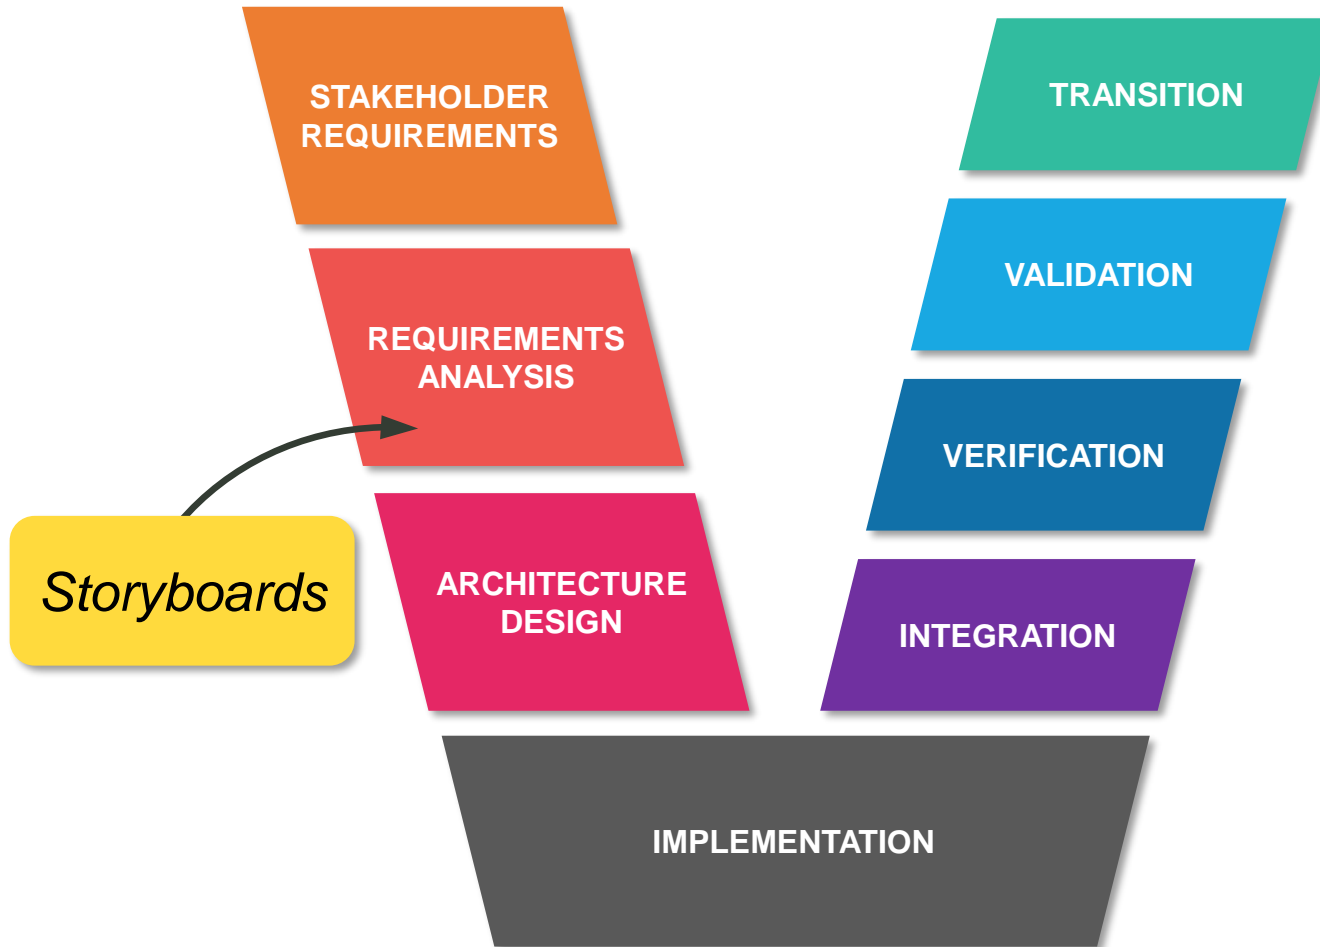 STAKEHOLDER
REQUIREMENTS
REQUIREMENTS
ANALYSIS
Storyboards
ARCHITECTURE
DESIGN
IMPLEMENTATION
INTEGRATION
VERIFICATION
VALIDATION
TRANSITION